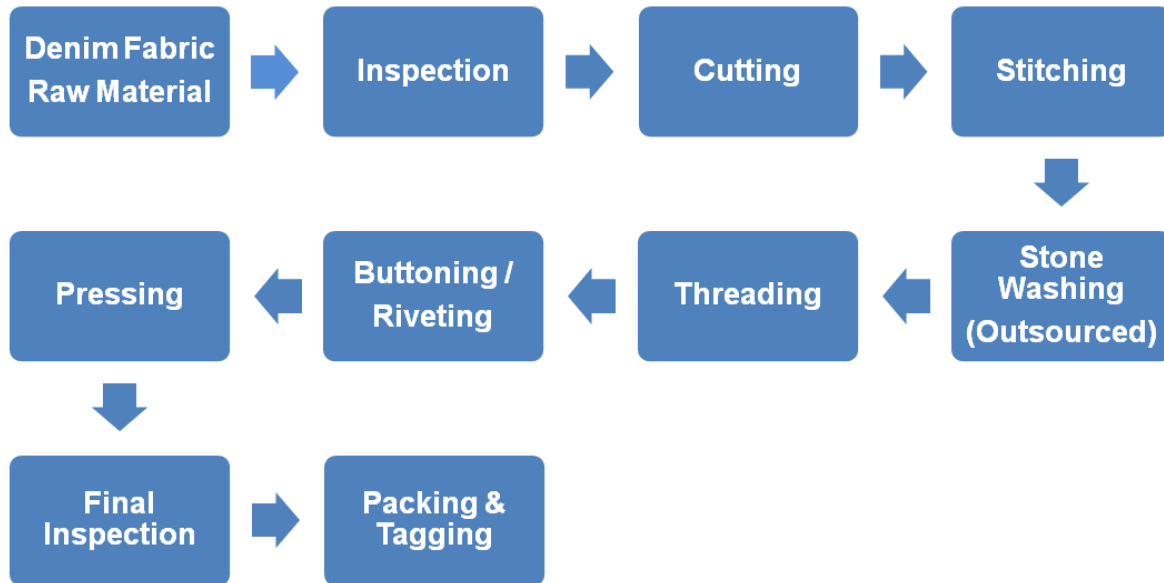 Denim Fabric
Raw Material
Inspection
Cutting
Stitching
Stone
Washing
(Outsourced)
Threading
Buttoning /
Riveting
Pressing
Final
Inspection
Packing &
Tagging